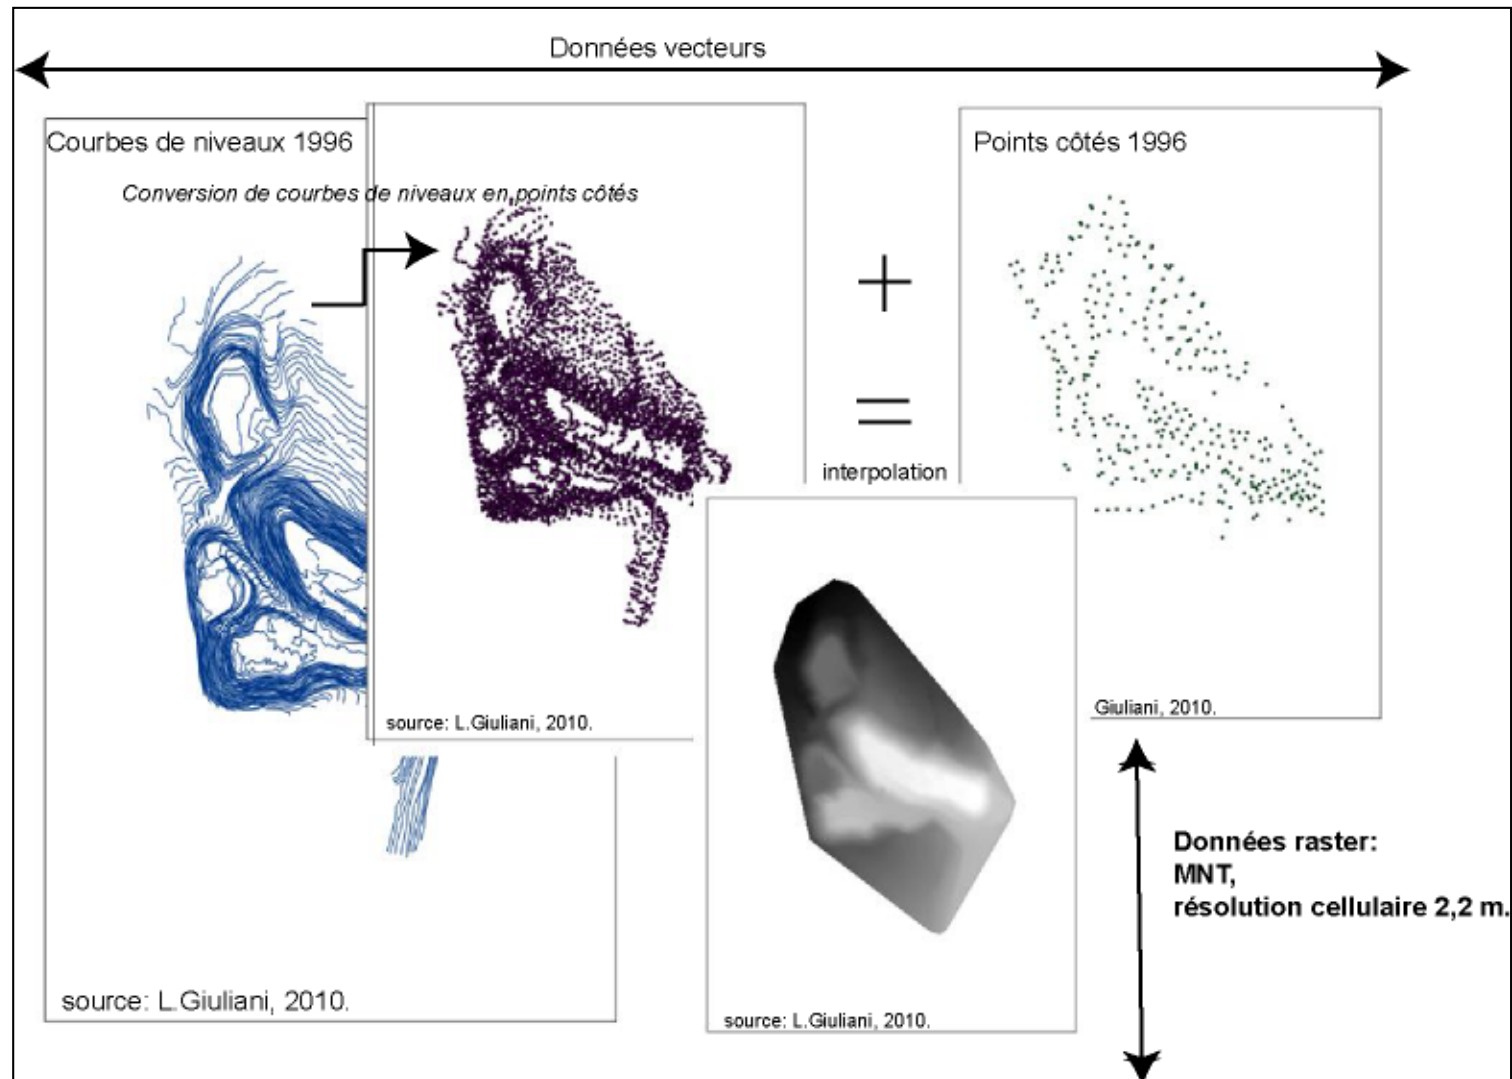 Données vecteurs
Courbes de niveaux 1996
Points côtés 1996
Conversion de courbes de niveaux en points côtés
+
=
interpolation
source: L.Giuliani, 2010.
Giuliani, 2010.
Données raster:
MNT,
résolution cellulaire 2,2 m.
source: L.Giuliani, 2010.
source: L.Giuliani, 2010.